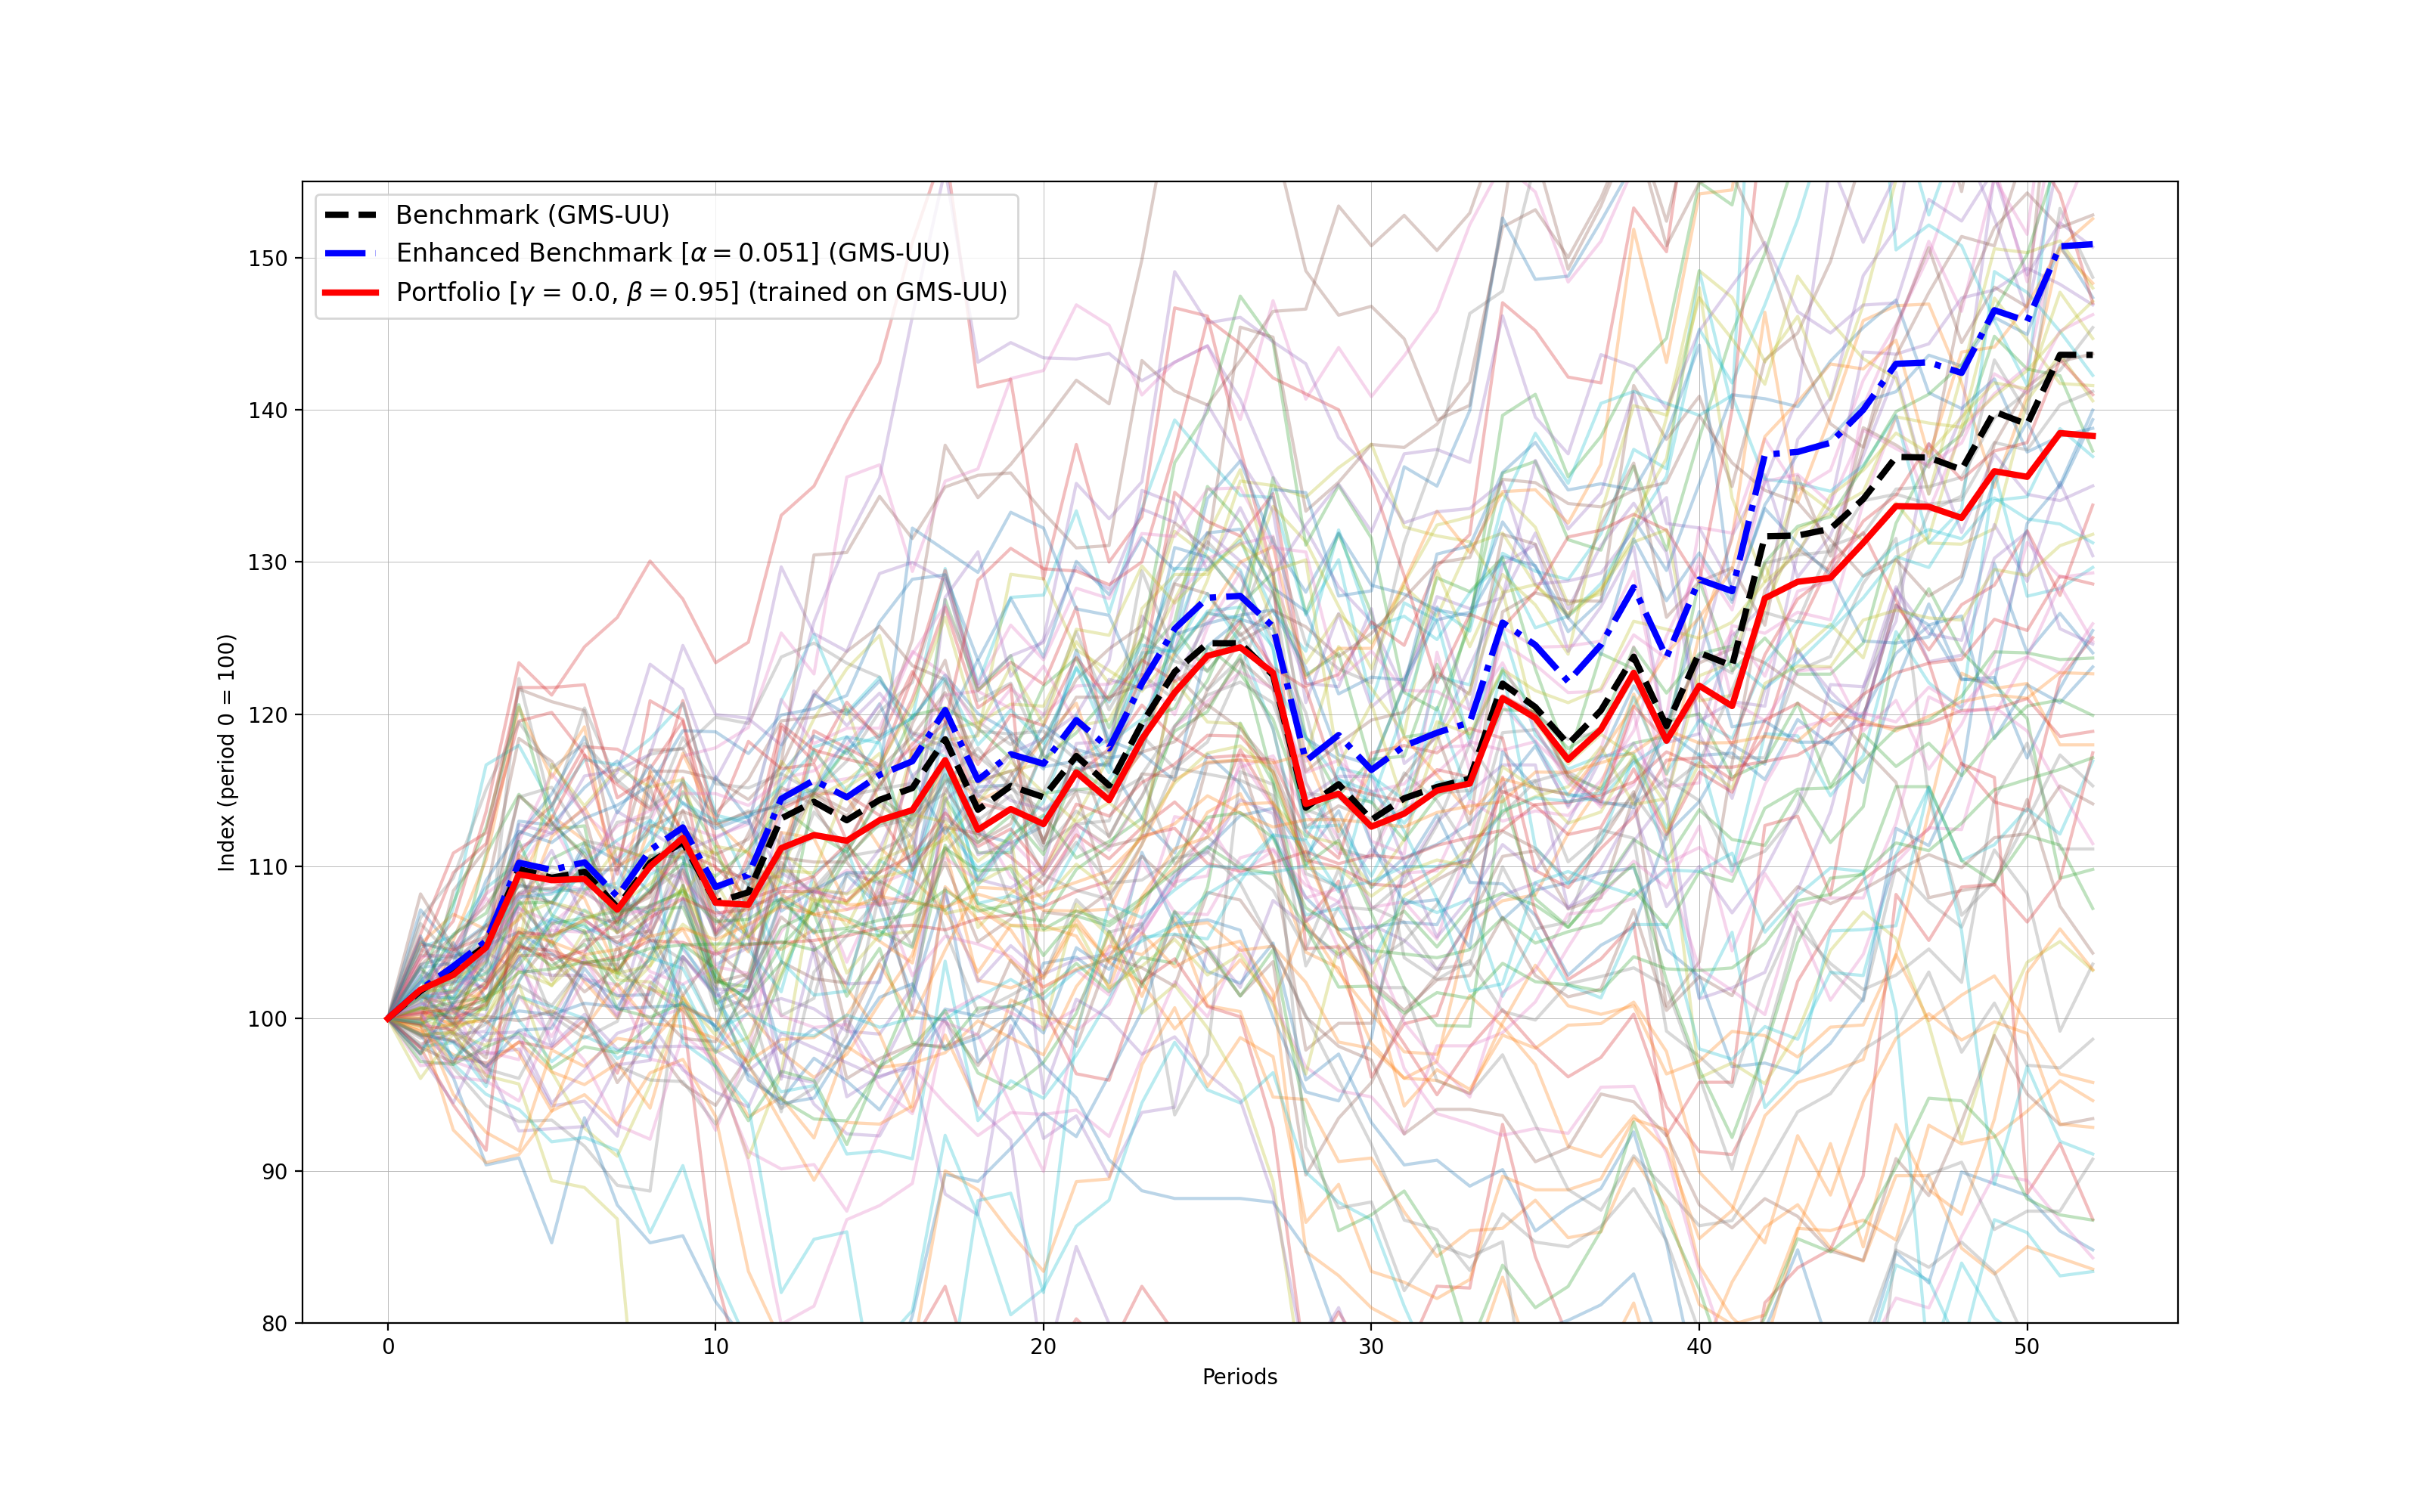 Benchmark (GMS-UU)
Enhanced Benchmark [α = 0.051] (GMS-UU)
Portfolio [γ = 0.0, β = 0.95] (trained on GMS-UU)
Index (period 0 = 100)
150
140
130
120
110
100
90
80
0 10 20 30 40 50
Periods